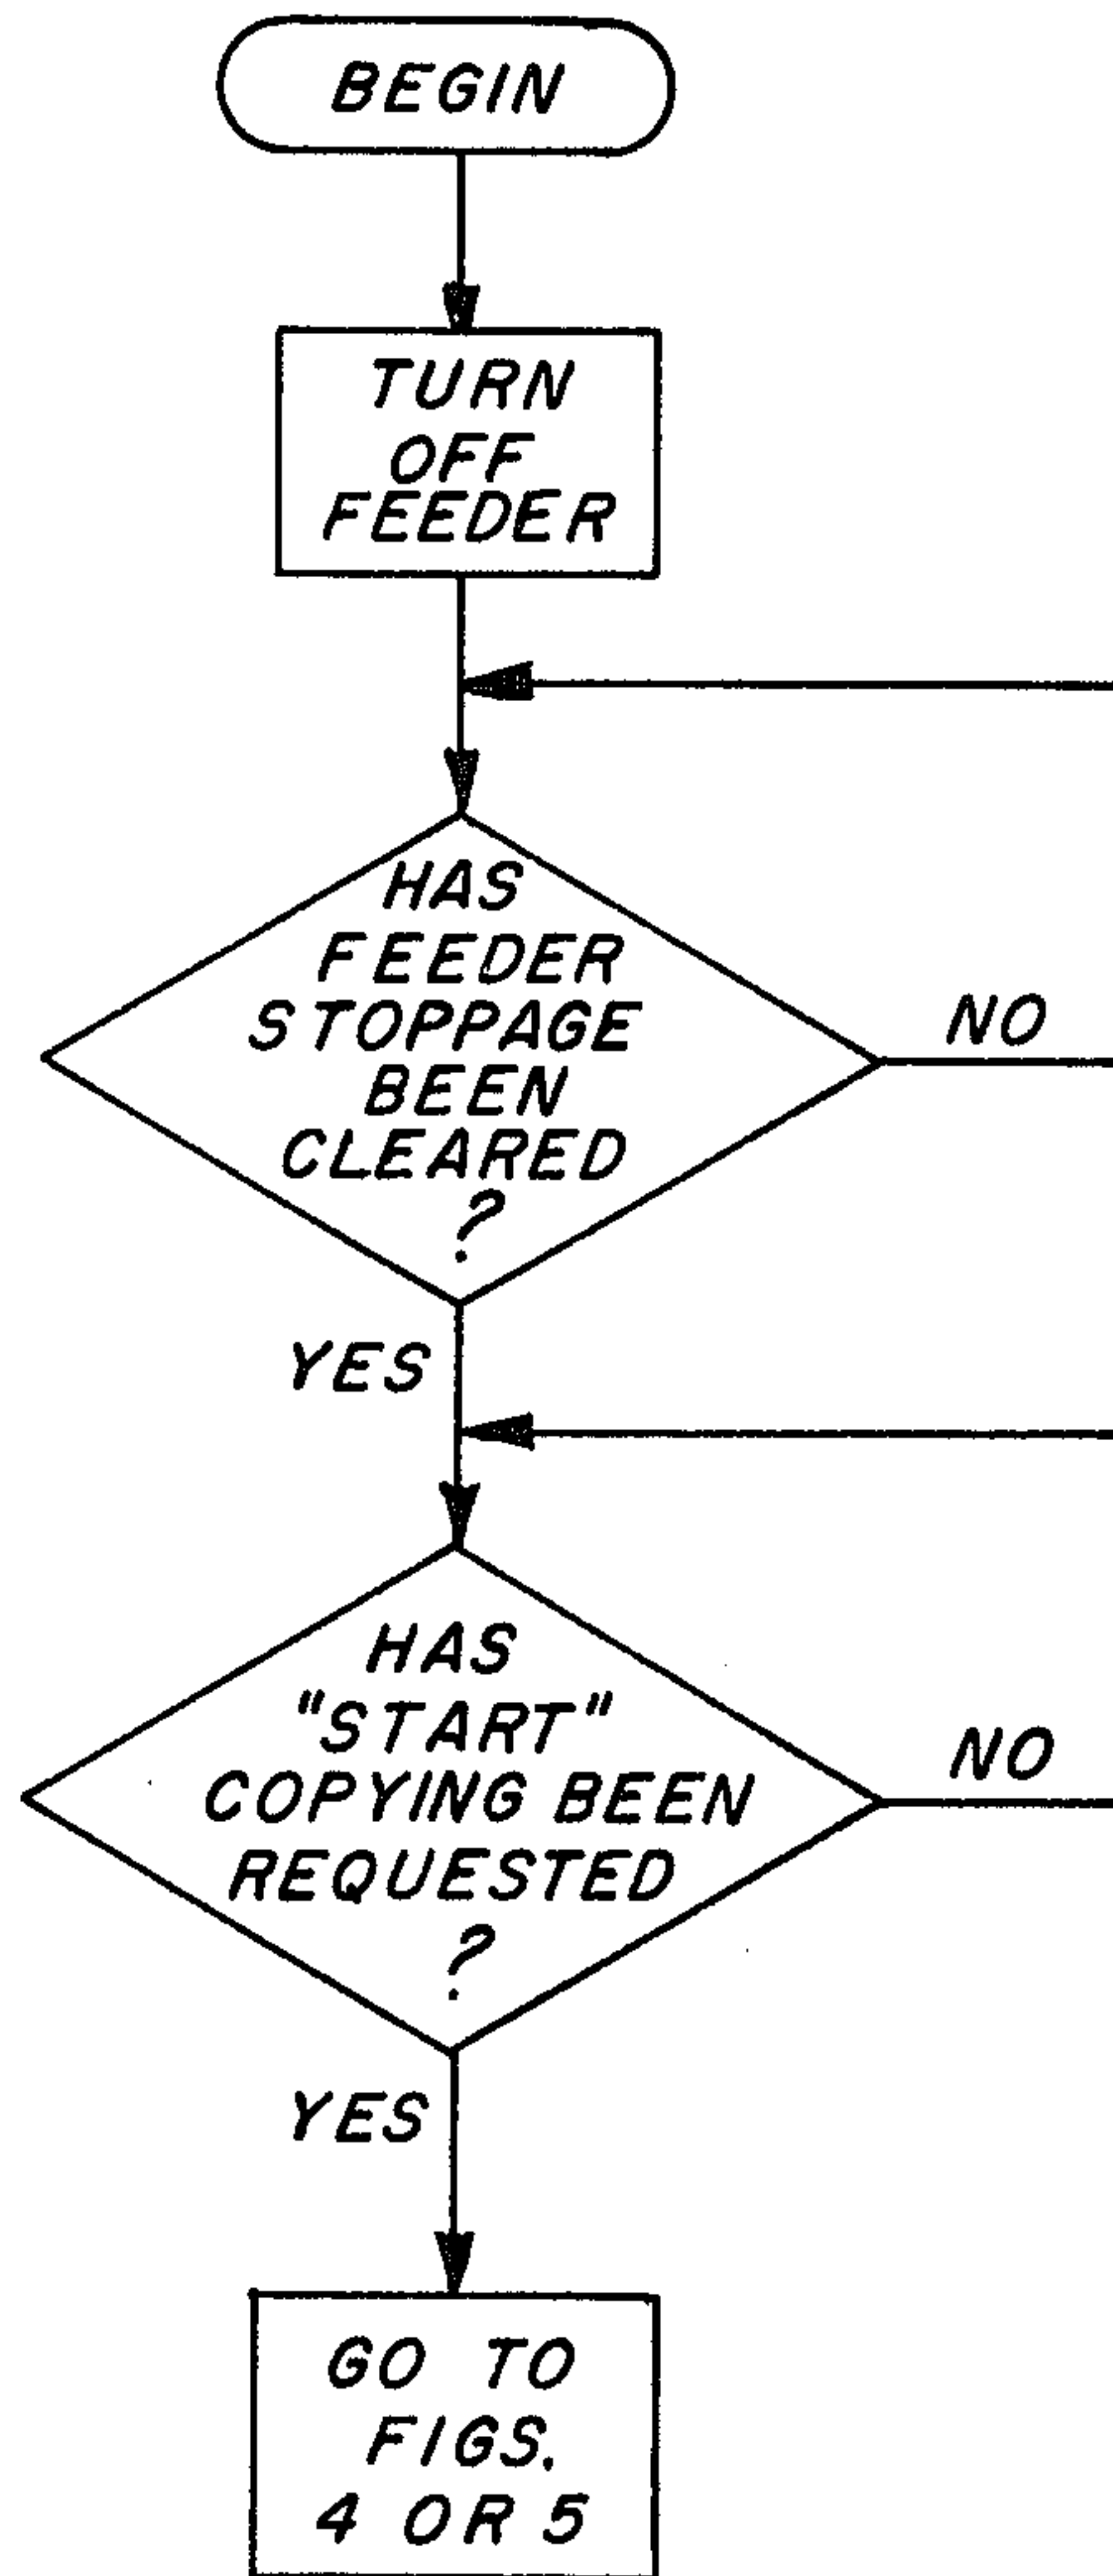 BEGIN
TURN
OFF
FEEDER
HAS
FEEDER
STOPPAGE
BEEN
CLEARED
?
NO
YES
HAS
"START"
COPYING BEEN
REQUESTED
?
NO
YES
GO TO
FIGS.
4 OR 5